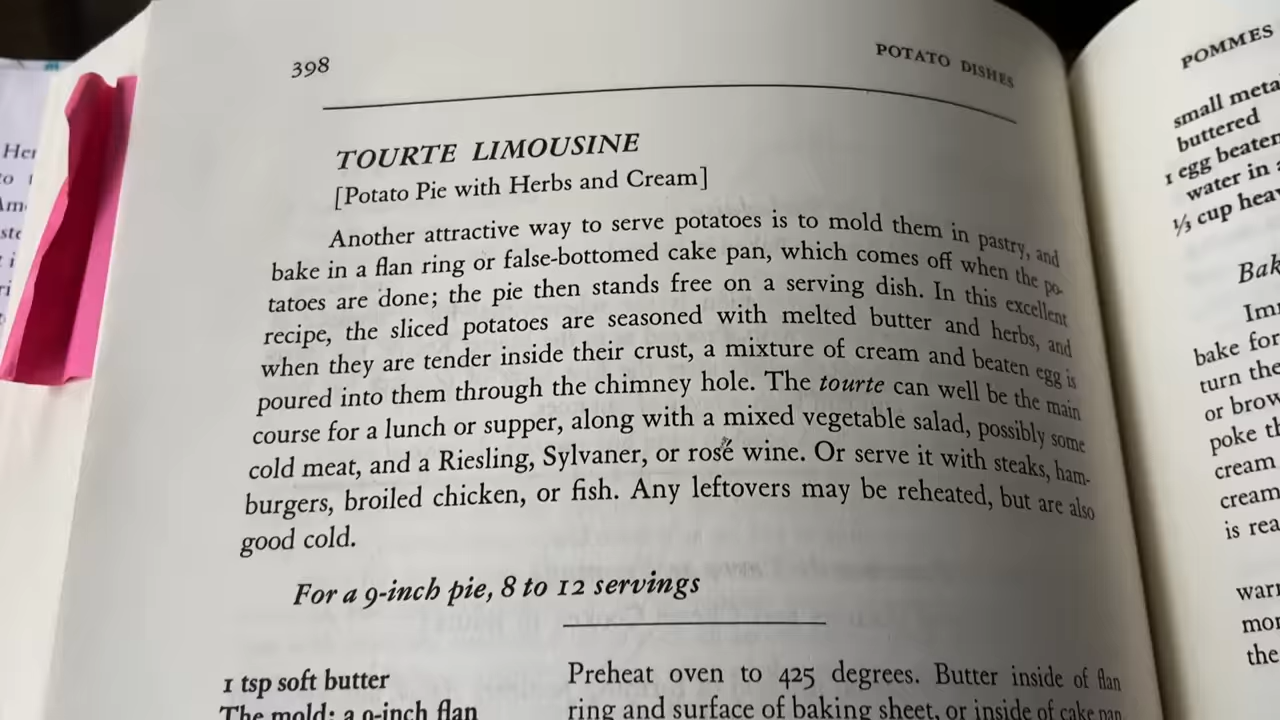 398
POTATO DISHES
TOURTE LIMOUSINE
[Potato Pie with Herbs and Cream]
Another attractive way to serve potatoes is to mold them in pastry, and
bake in a flan ring or false-bottomed cake pan, which comes off when the po-
tatoes are done; the pie then stands free on a serving dish. In this excellent
recipe, the sliced potatoes are seasoned with melted butter and herbs, and
when they are tender inside their crust, a mixture of cream and beaten egg is
poured into them through the chimney hole. The tourte can well be the main
course for a lunch or supper, along with a mixed vegetable salad, possibly some
cold meat, and a Riesling, Sylvaner, or rosé wine. Or serve it with steaks, ham-
burgers, broiled chicken, or fish. Any leftovers may be reheated, but are also
good cold.
For a 9-inch pie, 8 to 12 servings
1 tsp soft butter
The mold: a 9-inch flan
Preheat oven to 425 degrees. Butter inside of flan
ring and surface of baking sheet, or inside of cake pan
POMMES
small
buttered
1 egg beaten
water in
⅓ cup
bake for
turn the
or
poke
cream
cream
is
the